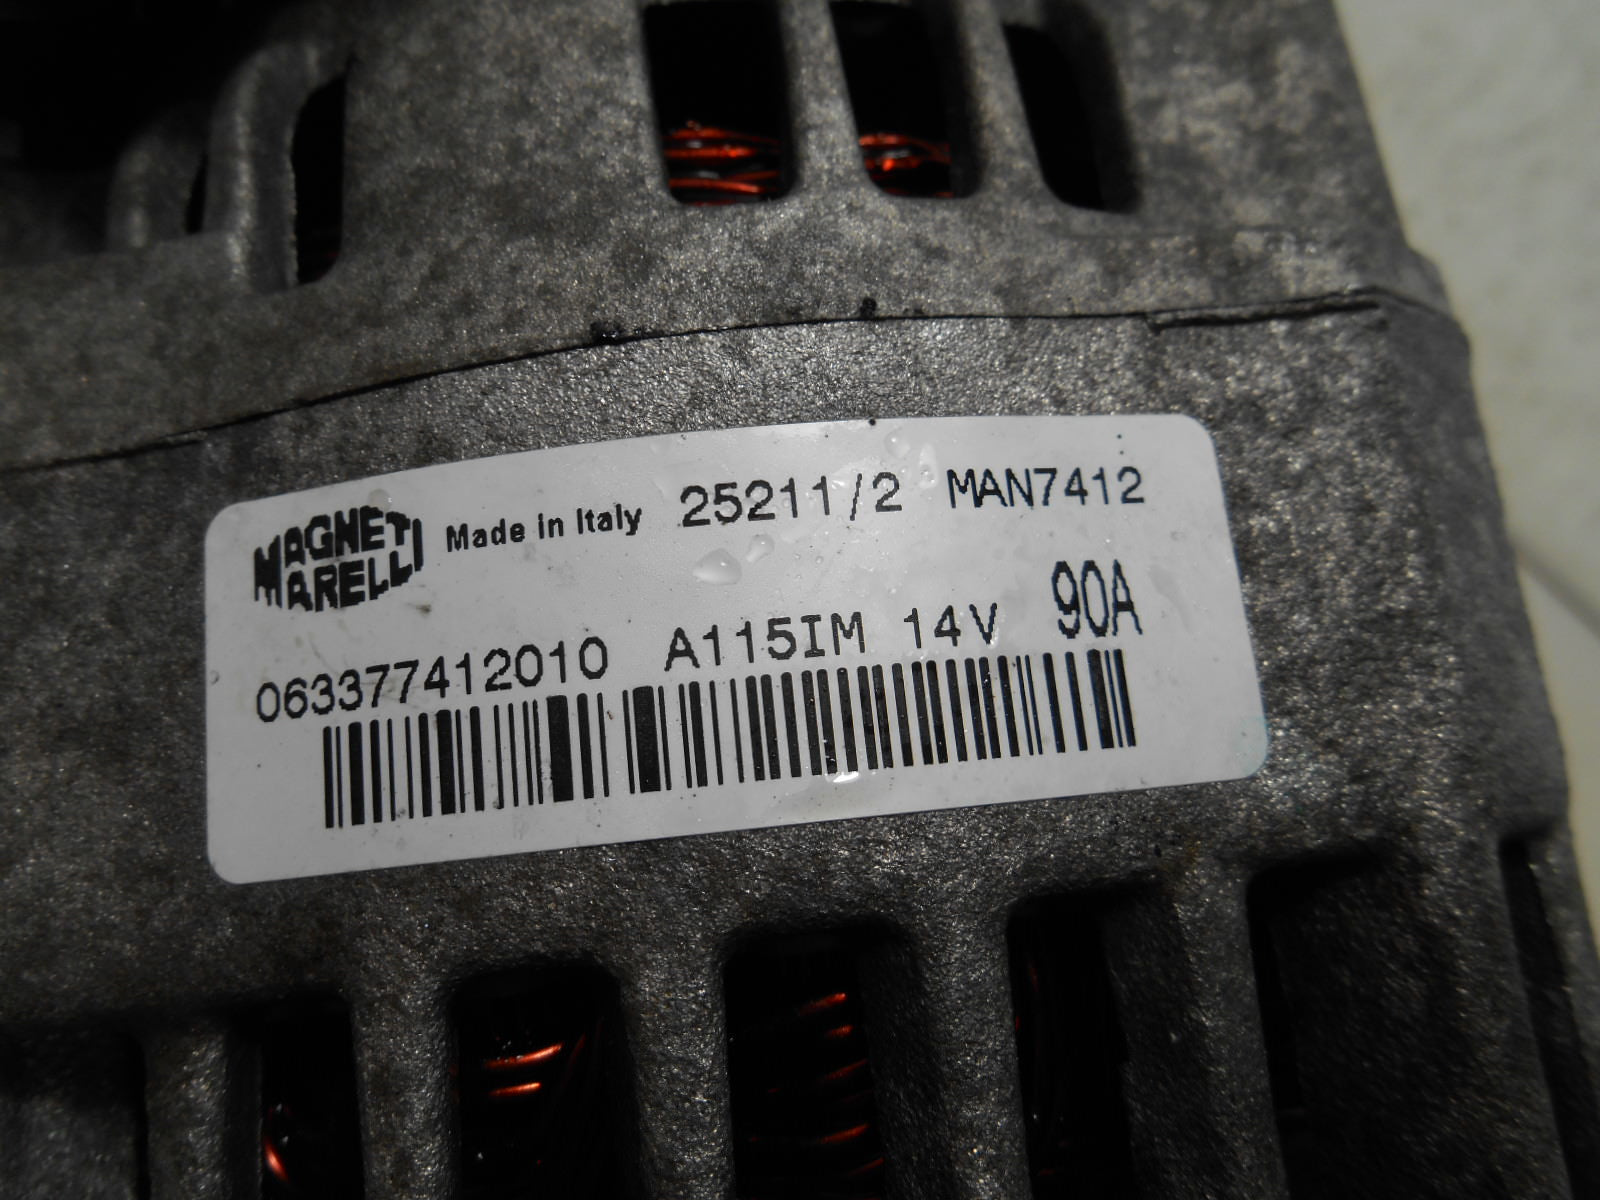 MAGNETI MARELLI Made in Italy 25211/2 MAN7412
063377412010 A115IM 14V 90A